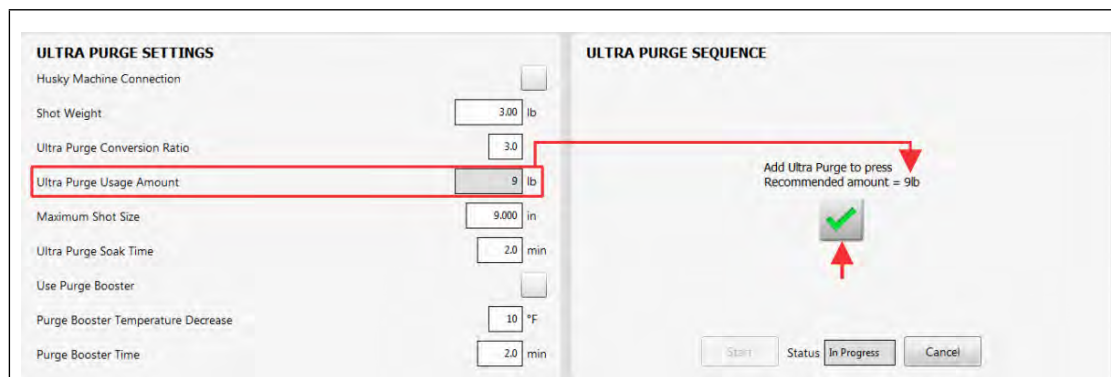 ULTRA PURGE SETTINGS
Husky Machine Connection
Shot Weight 3.00 lb
Ultra Purge Conversion Ratio 3.0
Ultra Purge Usage Amount 9 lb
Maximum Shot Size 9.000 in
Ultra Purge Soak Time 2.0 min
Use Purge Booster
Purge Booster Temperature Decrease 10 °F
Purge Booster Time 2.0 min
ULTRA PURGE SEQUENCE
Add Ultra Purge to press
Recommended amount = 9lb
Start Status In Progress Cancel